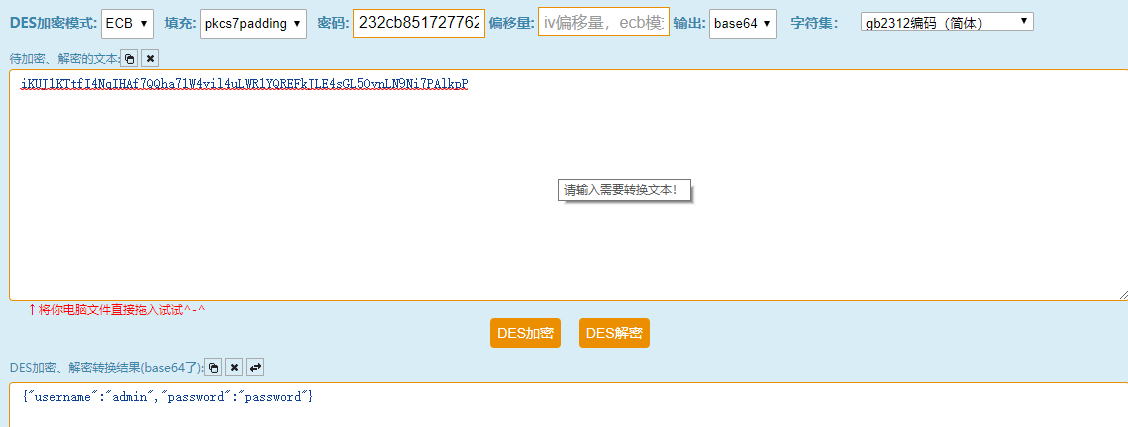 DES加密模式: ECB 填充: pkcs7padding 密码: 232cb851727762 偏移量: iv偏移量，ecb模 输出: base64 字符集： gb2312编码（简体）
待加密、解密的文本:
iKUJ1KTtfI4NqIHAf7QQha71W4vil4uLWR1YQREFkJLE4sGL5OvnLN9Ni7PAlkpP
请输入需要转换文本！
↑将你电脑文件直接拖入试试^-^
DES加密 DES解密
DES加密、解密转换结果(base64了):
{"username":"admin","password":"password"}